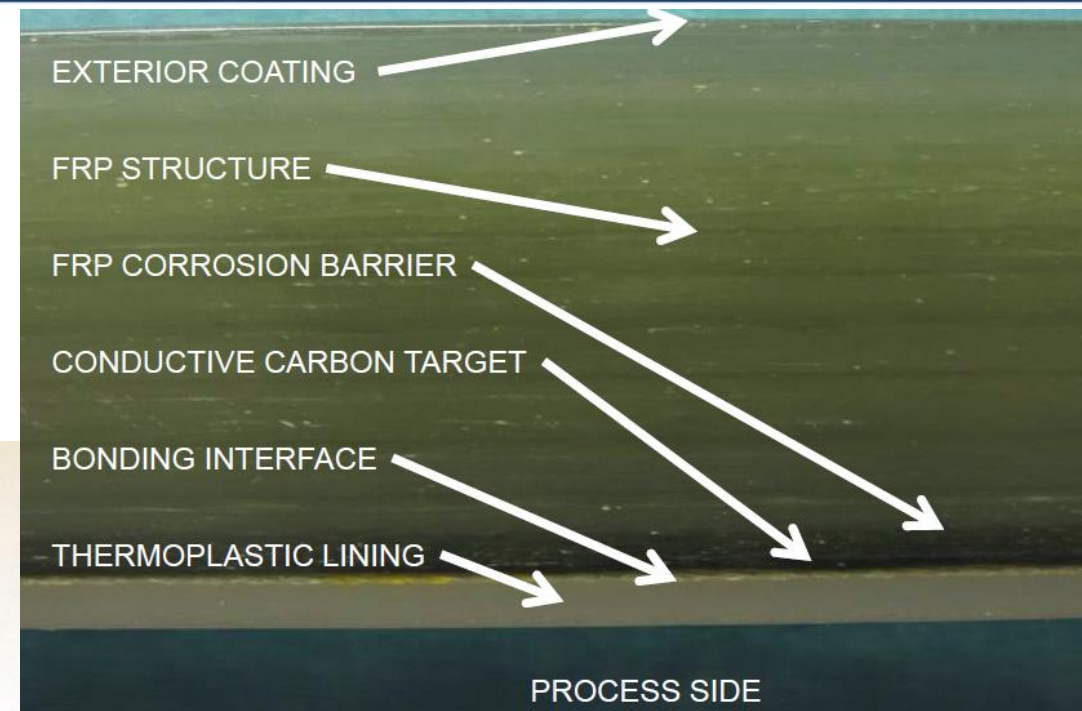 EXTERIOR COATING
FRP STRUCTURE
FRP CORROSION BARRIER
CONDUCTIVE CARBON TARGET
BONDING INTERFACE
THERMOPLASTIC LINING
PROCESS SIDE